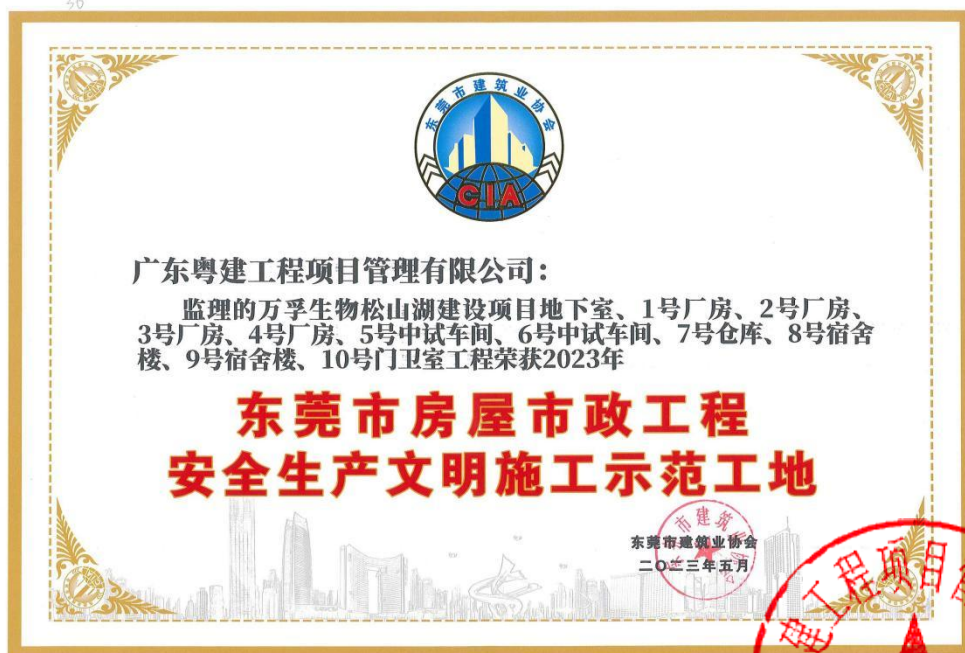 东莞市建筑业协会
CIA
广东粤建工程项目管理有限公司：
监理的万孚生物松山湖建设项目地下室、1号厂房、2号厂房、
3号厂房、4号厂房、5号中试车间、6号中试车间、7号仓库、8号宿舍
楼、9号宿舍楼、10号门卫室工程荣获2023年
东莞市房屋市政工程
安全生产文明施工示范工地
东莞市建筑业协会
二〇二三年五月
建工程项目